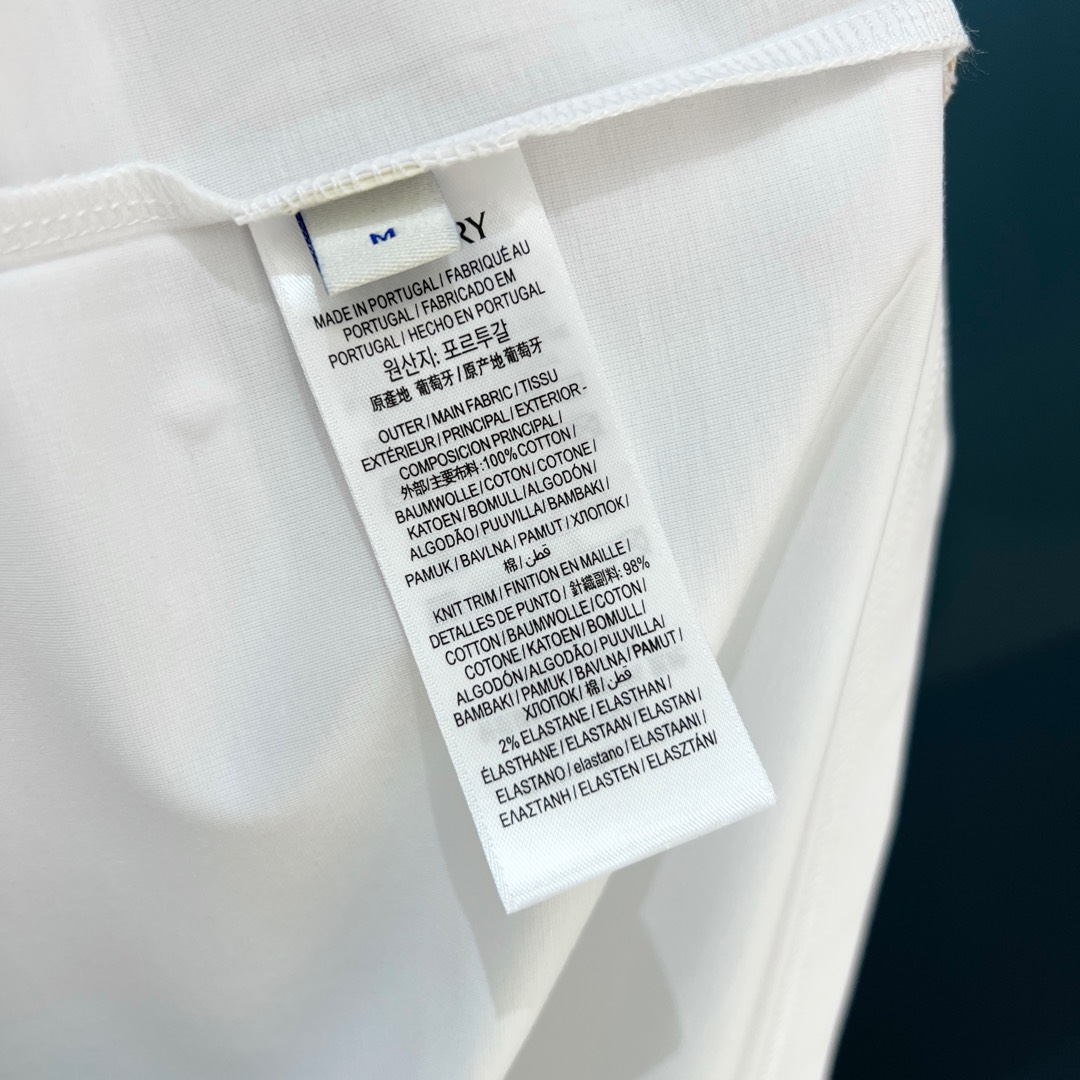 M
RY
MADE IN PORTUGAL / FABRIQUÉ AU
PORTUGAL / FABRICADO EM
PORTUGAL / HECHO EN PORTUGAL
원산지: 포르투갈
原產地 葡萄牙 / 原产地 葡萄牙
OUTER / MAIN FABRIC / TISSU
EXTÉRIEUR / PRINCIPAL / EXTERIOR -
COMPOSICION PRINCIPAL /
外部/主要布料: 100% COTTON /
BAUMWOLLE / COTON / COTONE /
KATOEN / BOMULL / ALGODÓN /
ALGODÃO / PUUVILLA / BAMBAKI /
PAMUK / BAVLNA / PAMUT / ХЛОПОК /
棉 / قطن
KNIT TRIM / FINITION EN MAILLE /
DETALLES DE PUNTO / 針織副料: 98%
COTTON / BAUMWOLLE / COTON /
COTONE / KATOEN / BOMULL /
ALGODÓN / ALGODÃO / PUUVILLA /
BAMBAKI / PAMUK / BAVLNA / PAMUT /
ХЛОПОК / 棉 / قطن
2% ELASTANE / ELASTHAN /
ÉLASTHANE / ELASTAAN / ELASTAN /
ELASTANO / elastano / ELASTAANI /
ΕΛΑΣΤΑΝΗ / ELASTEN / ELASZTÁN /